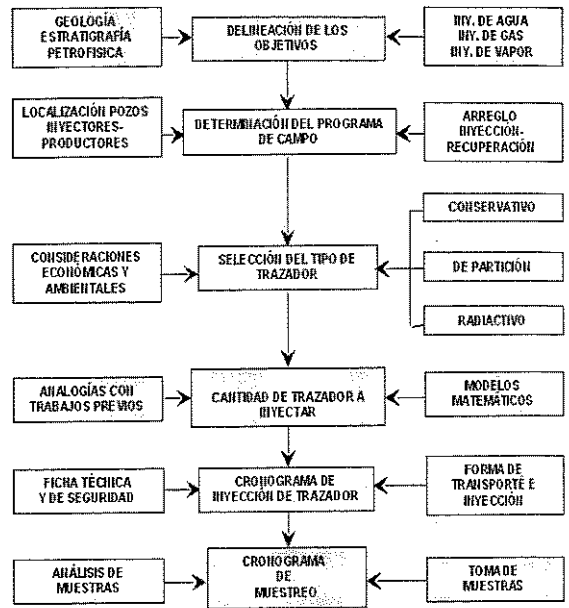 GEOLOGÍA
ESTRATIGRAFÍA
PETROFISICA
DELINEACIÓN DE LOS
OBJETIVOS
INY. DE AGUA
INY. DE GAS
INY. DE VAPOR
LOCALIZACIÓN POZOS
INYECTORES-
PRODUCTORES
DETERMINACIÓN DEL PROGRAMA
DE CAMPO
ARREGLO
INYECCIÓN-
RECUPERACIÓN
CONSERVATIVO
CONSIDERACIONES
ECONÓMICAS Y
AMBIENTALES
SELECCIÓN DEL TIPO DE
TRAZADOR
DE PARTICIÓN
RADIACTIVO
ANALOGÍAS CON
TRABAJOS PREVIOS
CANTIDAD DE TRAZADOR A
INYECTAR
MODELOS
MATEMÁTICOS
FICHA TÉCNICA
Y DE SEGURIDAD
CRONOGRAMA DE
INYECCIÓN DE TRAZADOR
FORMA DE
TRANSPORTE E
INYECCIÓN
ANÁLISIS DE
MUESTRAS
CRONOGRAMA
DE
MUESTREO
TOMA DE
MUESTRAS